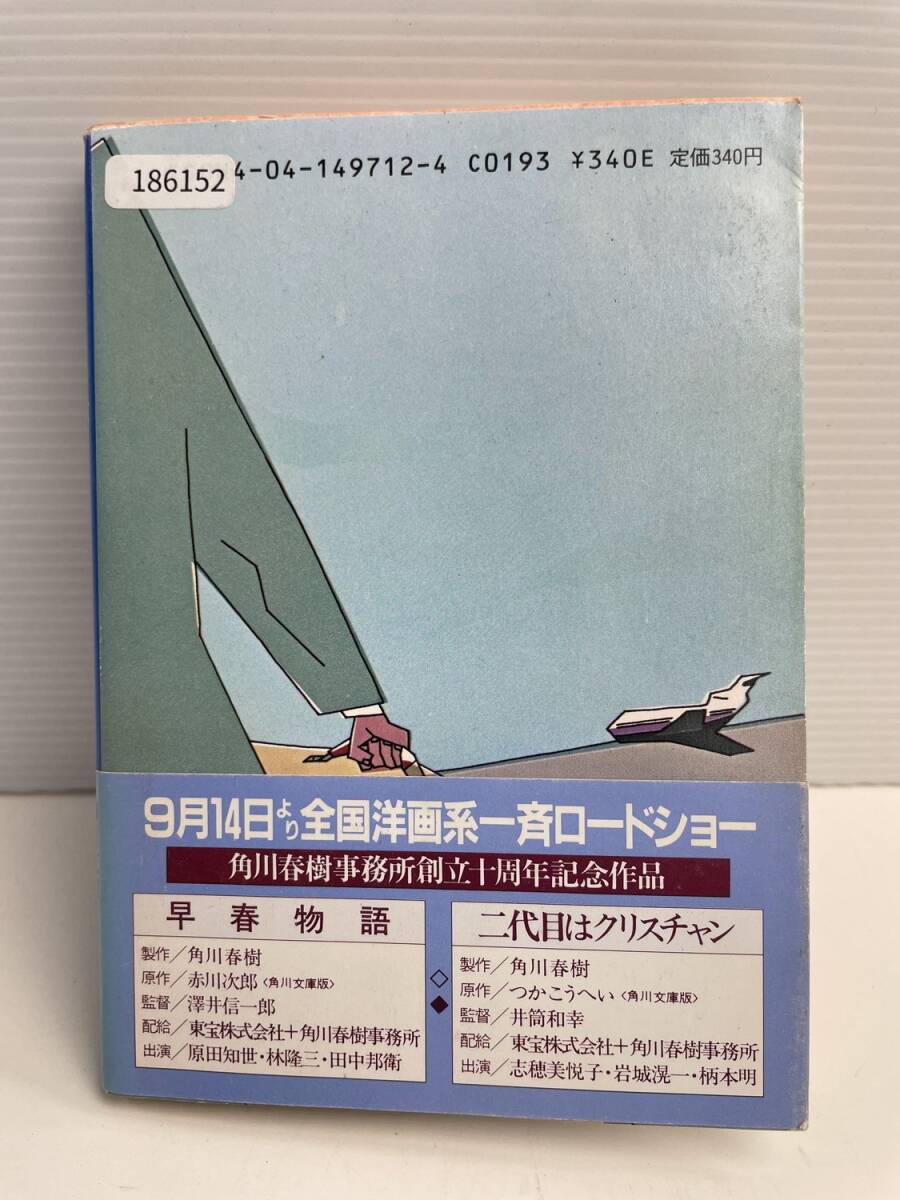 186152
4-04-149712-4 C0193 ¥340E 定価340円
9月14日より全国洋画系一斉ロードショー
角川春樹事務所創立十周年記念作品
早春物語
製作/角川春樹
原作/赤川次郎〈角川文庫版〉
監督/澤井信一郎
配給/東宝株式会社+角川春樹事務所
出演/原田知世・林隆三・田中邦衛
二代目はクリスチャン
製作/角川春樹
原作/つかこうへい〈角川文庫版〉
監督/井筒和幸
配給/東宝株式会社+角川春樹事務所
出演/志穂美悦子・岩城滉一・柄本明